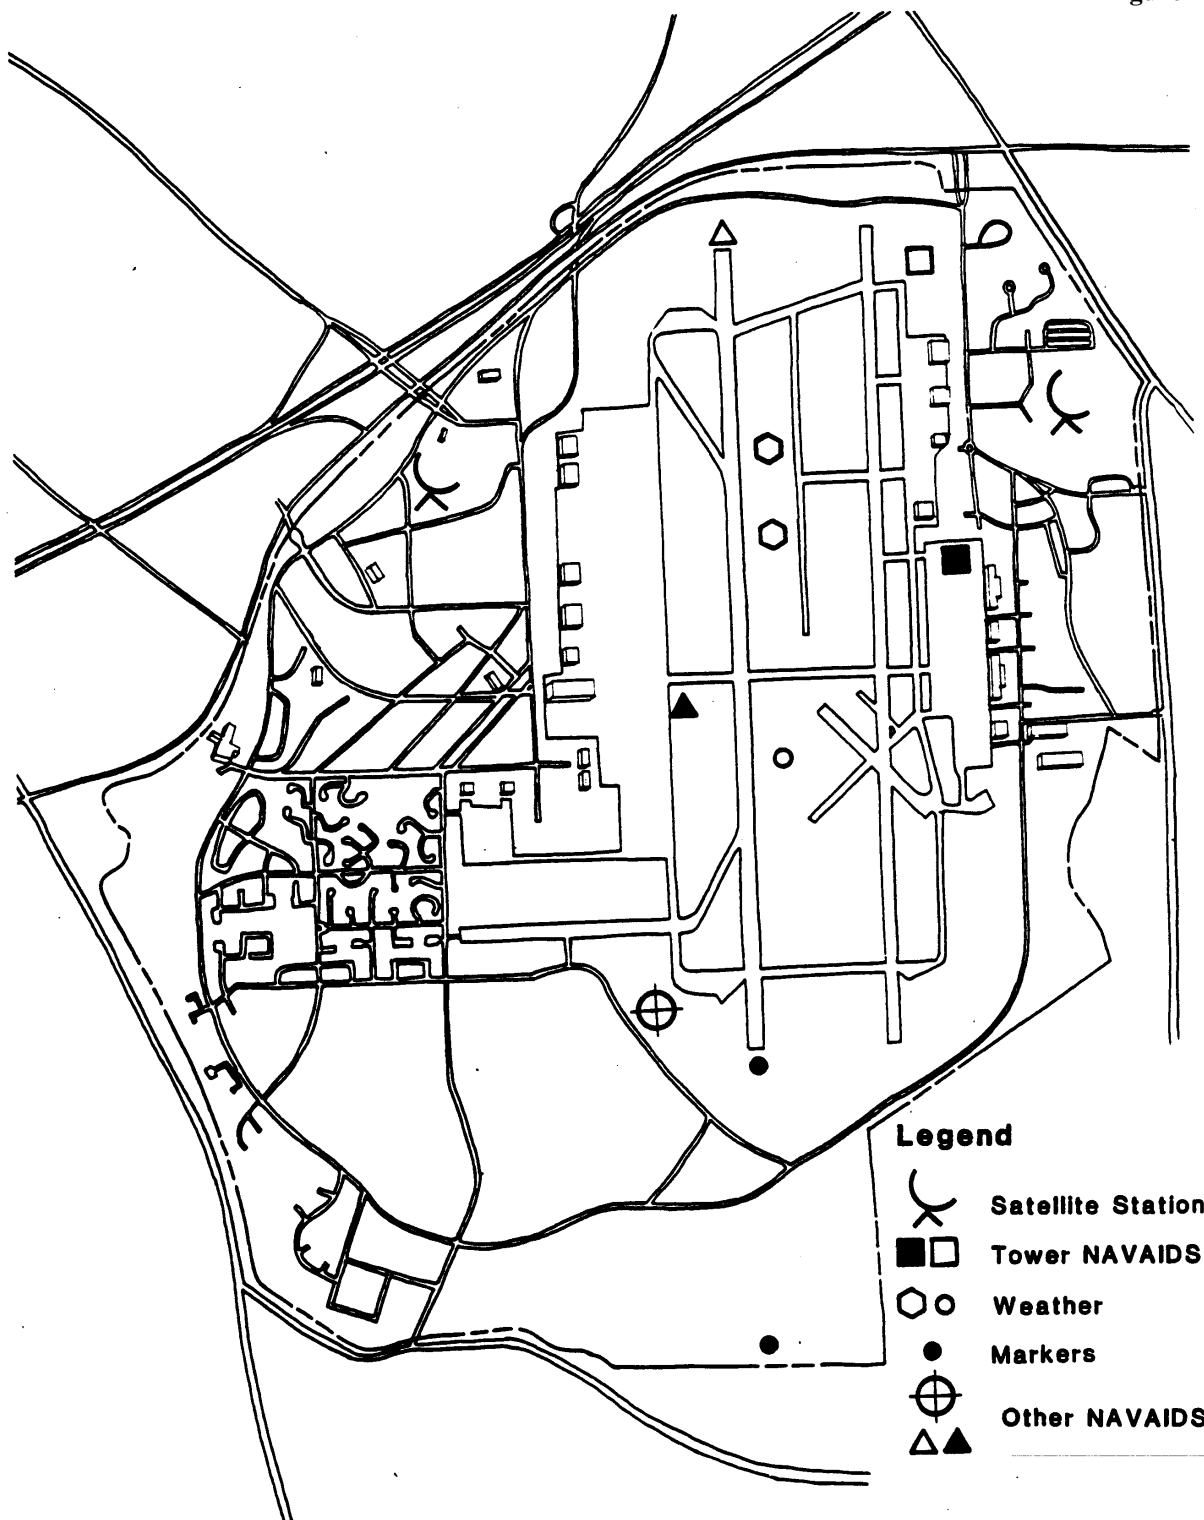 Legend
Satellite Station
Tower NAVAIDS
Weather
Markers
Other NAVAIDS